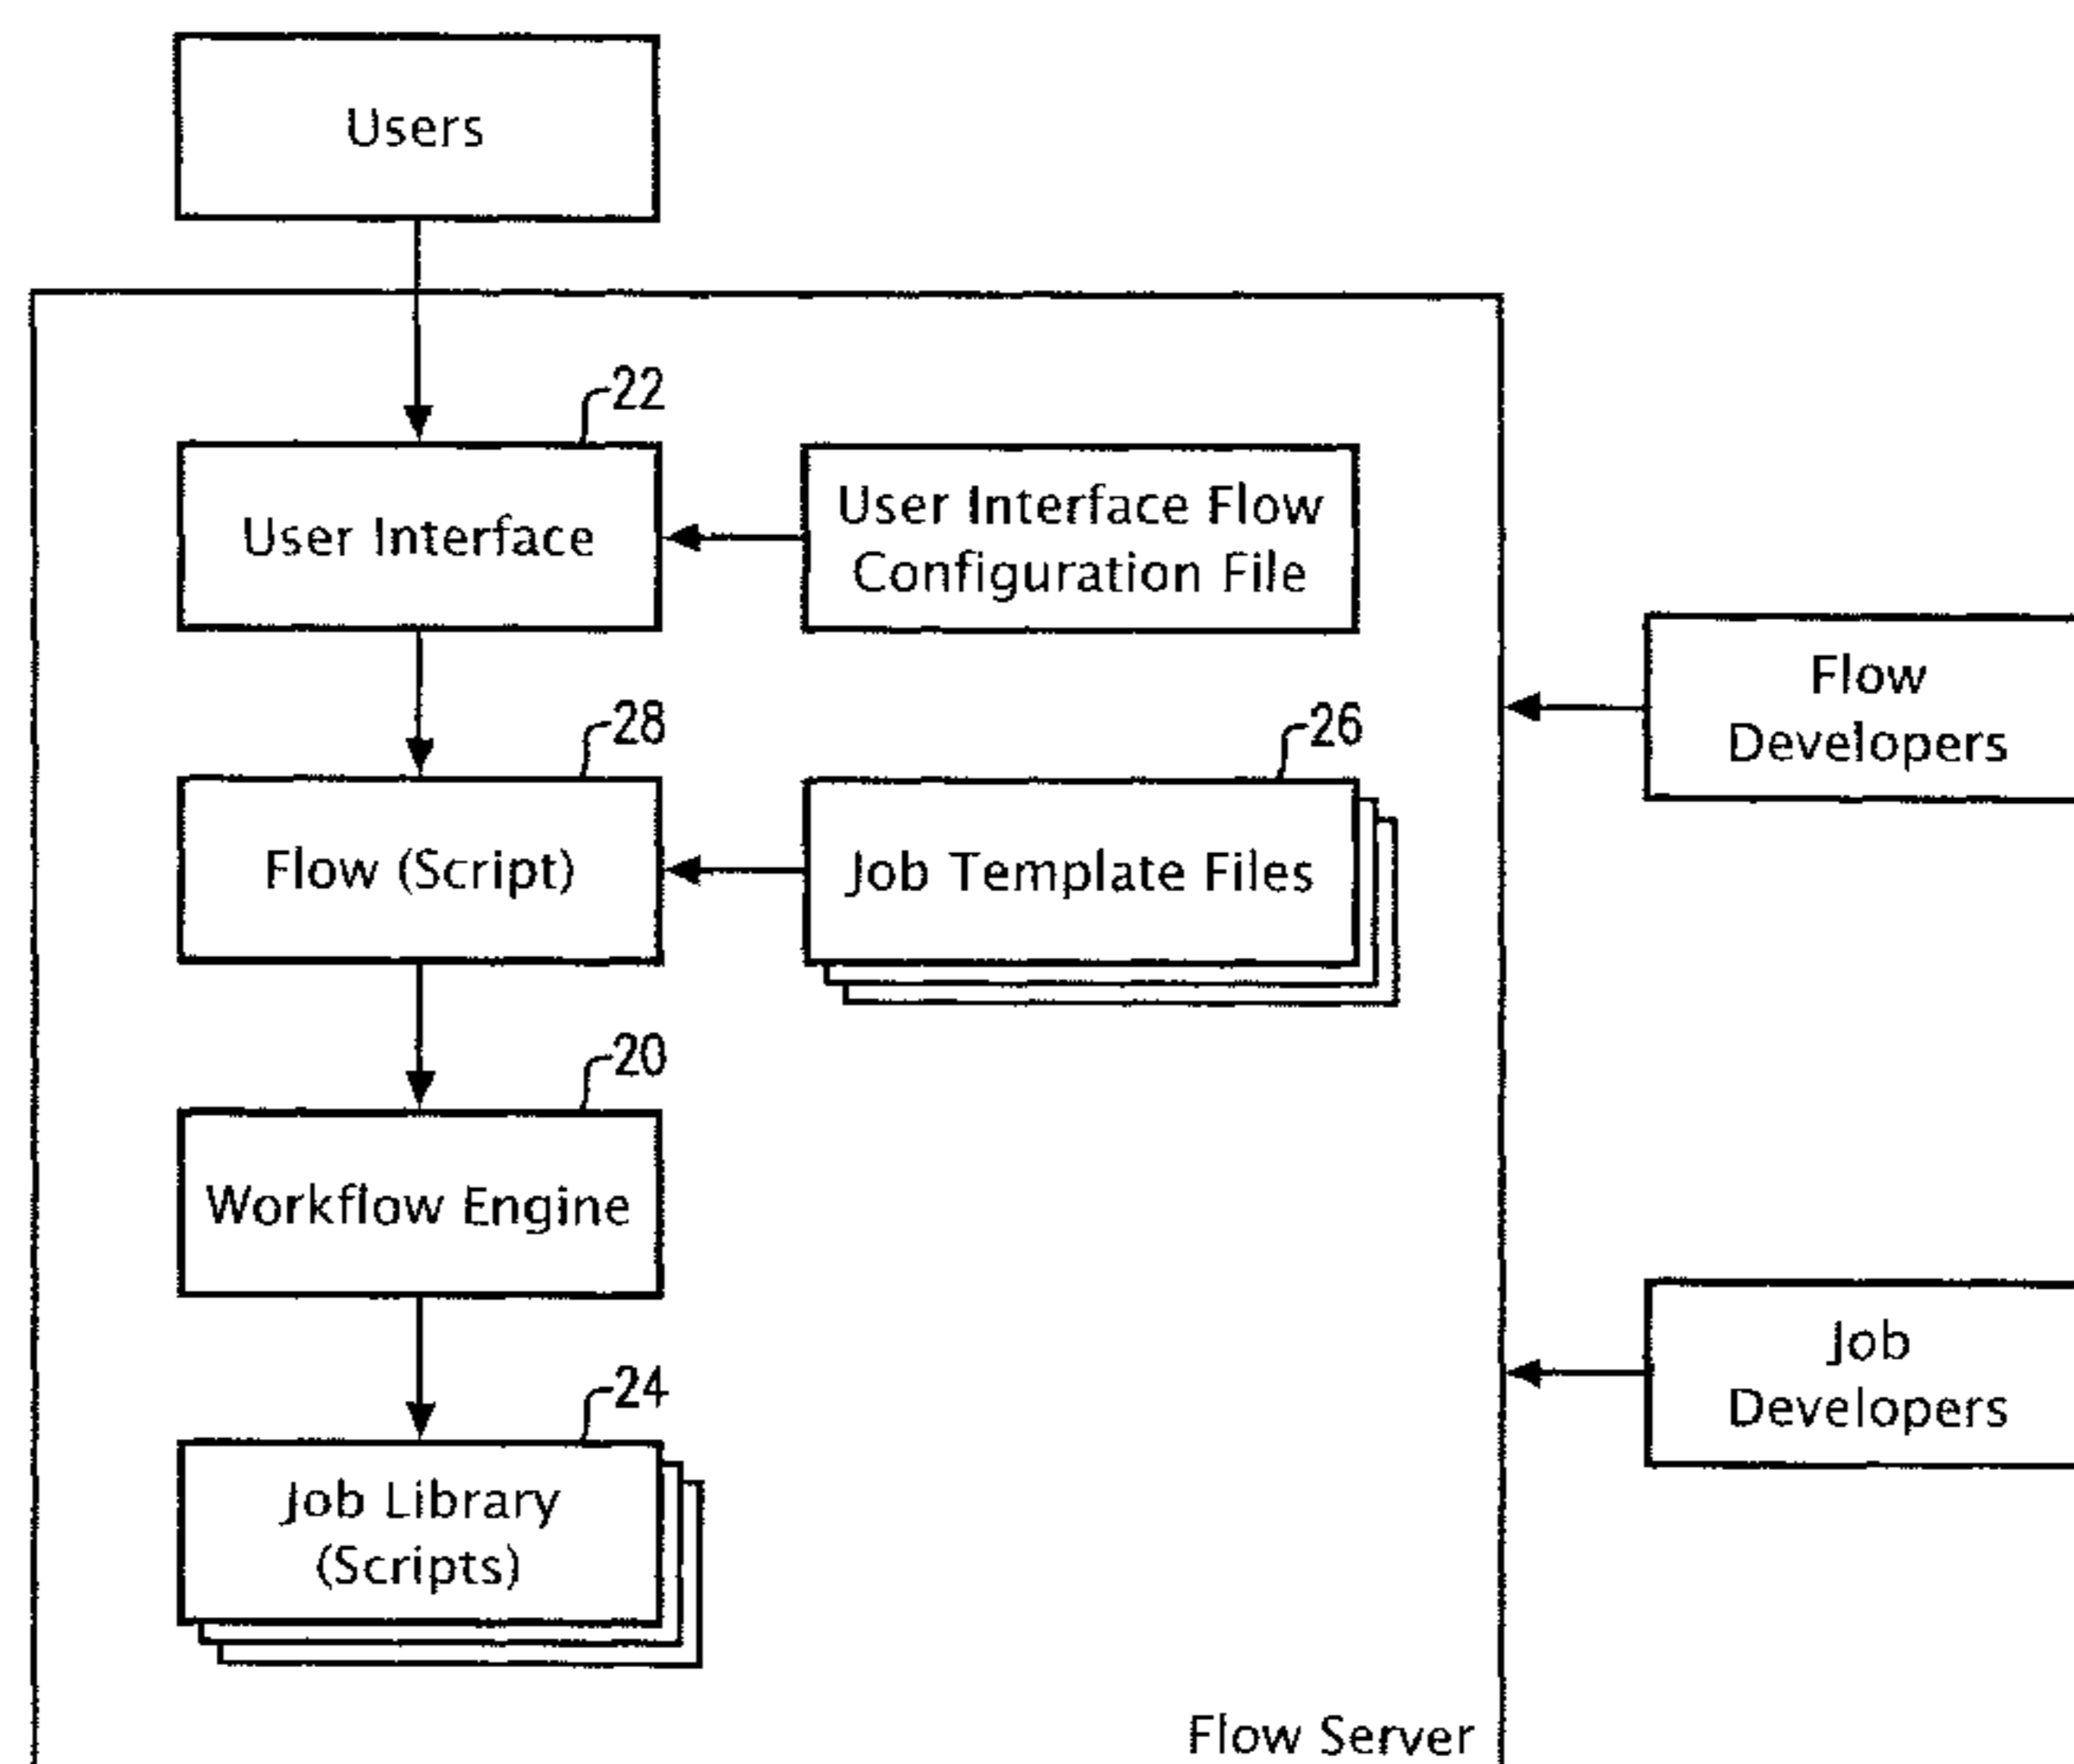 Users
22
User Interface
User Interface Flow
Configuration File
Flow
Developers
28
26
Flow (Script)
Job Template Files
20
Workflow Engine
Job
Developers
24
Job Library
(Scripts)
Flow Server